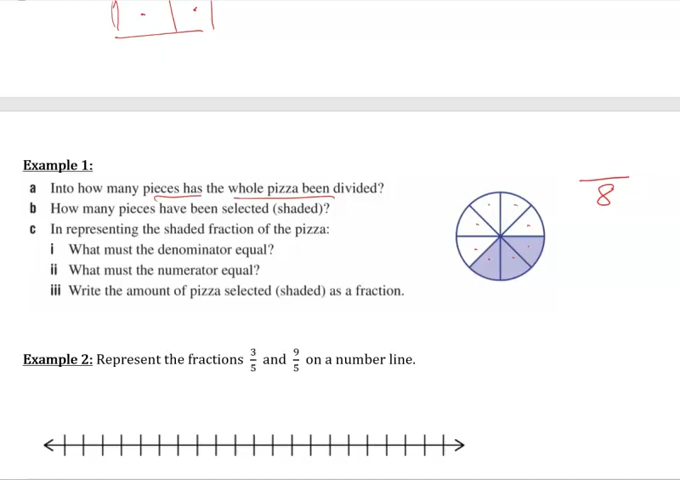 Example 1:
a Into how many pieces has the whole pizza been divided?
b How many pieces have been selected (shaded)?
c In representing the shaded fraction of the pizza:
i What must the denominator equal?
ii What must the numerator equal?
iii Write the amount of pizza selected (shaded) as a fraction.
8
Example 2: Represent the fractions 3/5 and 9/5 on a number line.